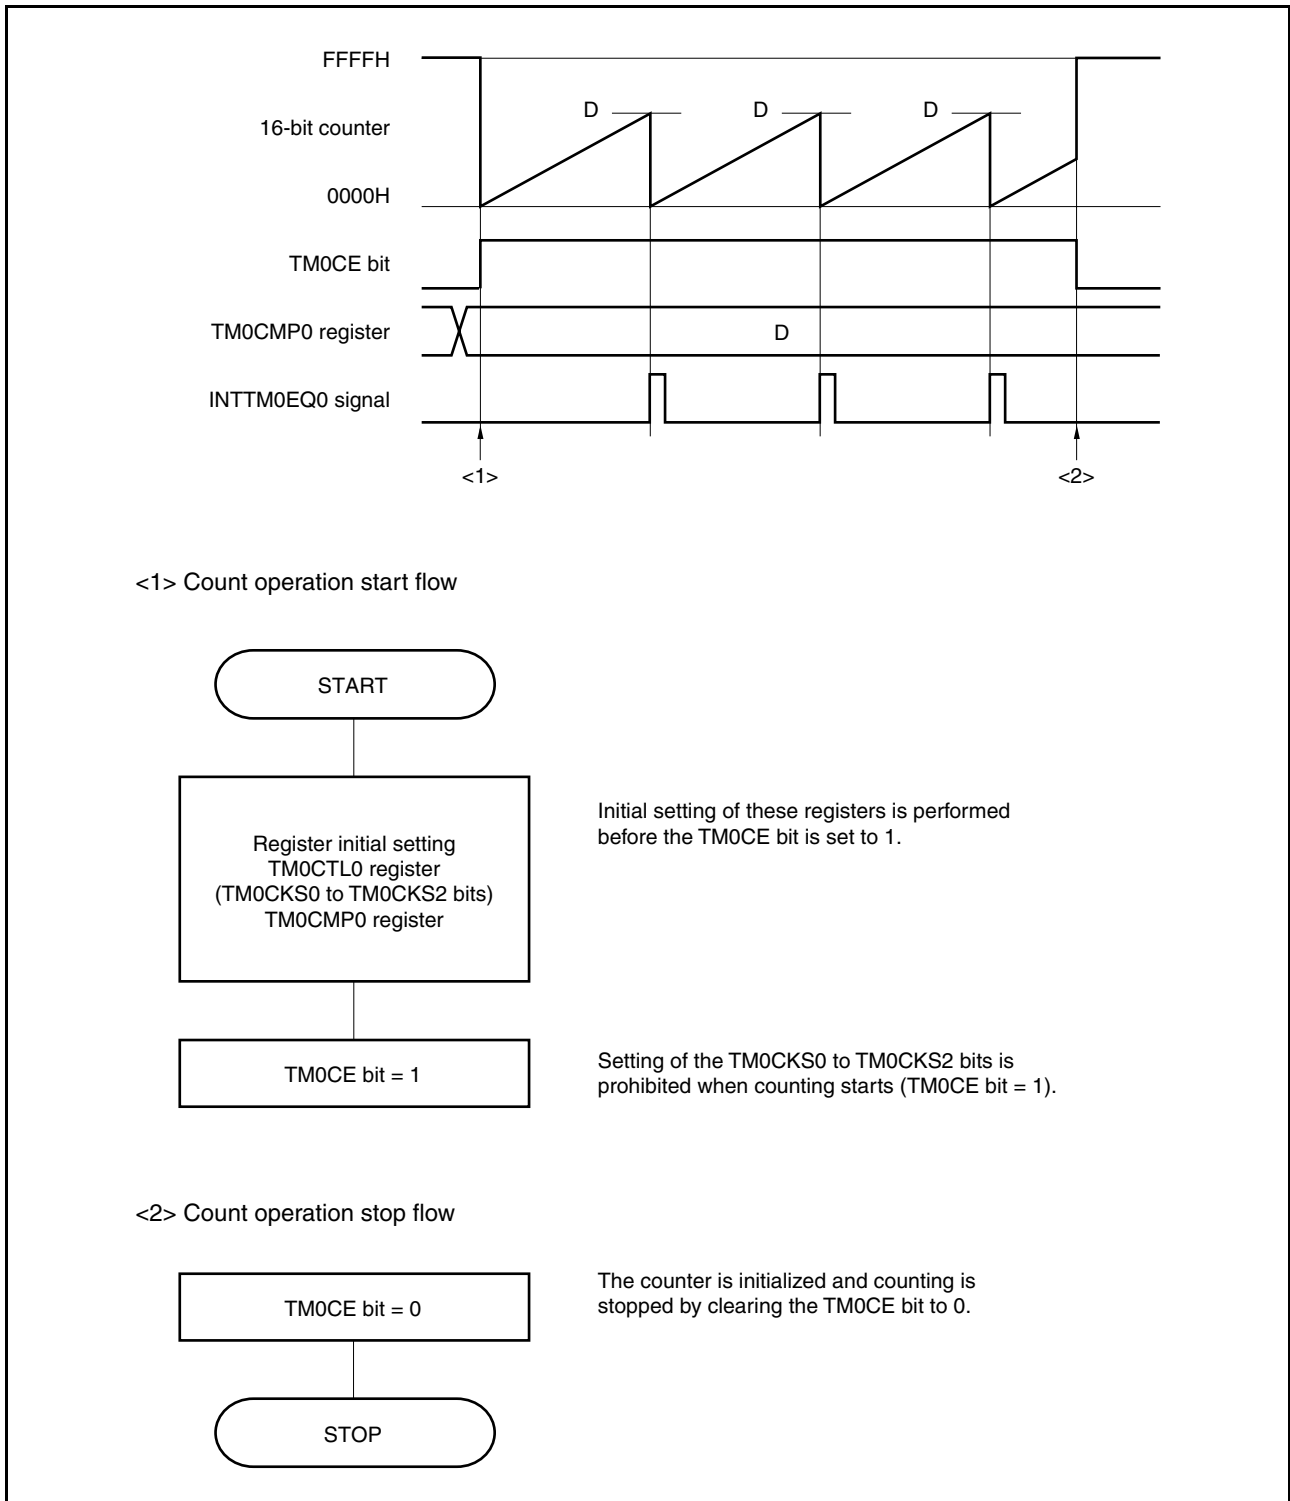 FFFFH
D D D
16-bit counter
0000H
TM0CE bit
TM0CMP0 register
D
INTTM0EQ0 signal
<1> <2>
<1> Count operation start flow
START
Register initial setting
TM0CTL0 register
(TM0CKS0 to TM0CKS2 bits)
TM0CMP0 register
Initial setting of these registers is performed
before the TM0CE bit is set to 1.
TM0CE bit = 1
Setting of the TM0CKS0 to TM0CKS2 bits is
prohibited when counting starts (TM0CE bit = 1).
<2> Count operation stop flow
TM0CE bit = 0
The counter is initialized and counting is
stopped by clearing the TM0CE bit to 0.
STOP